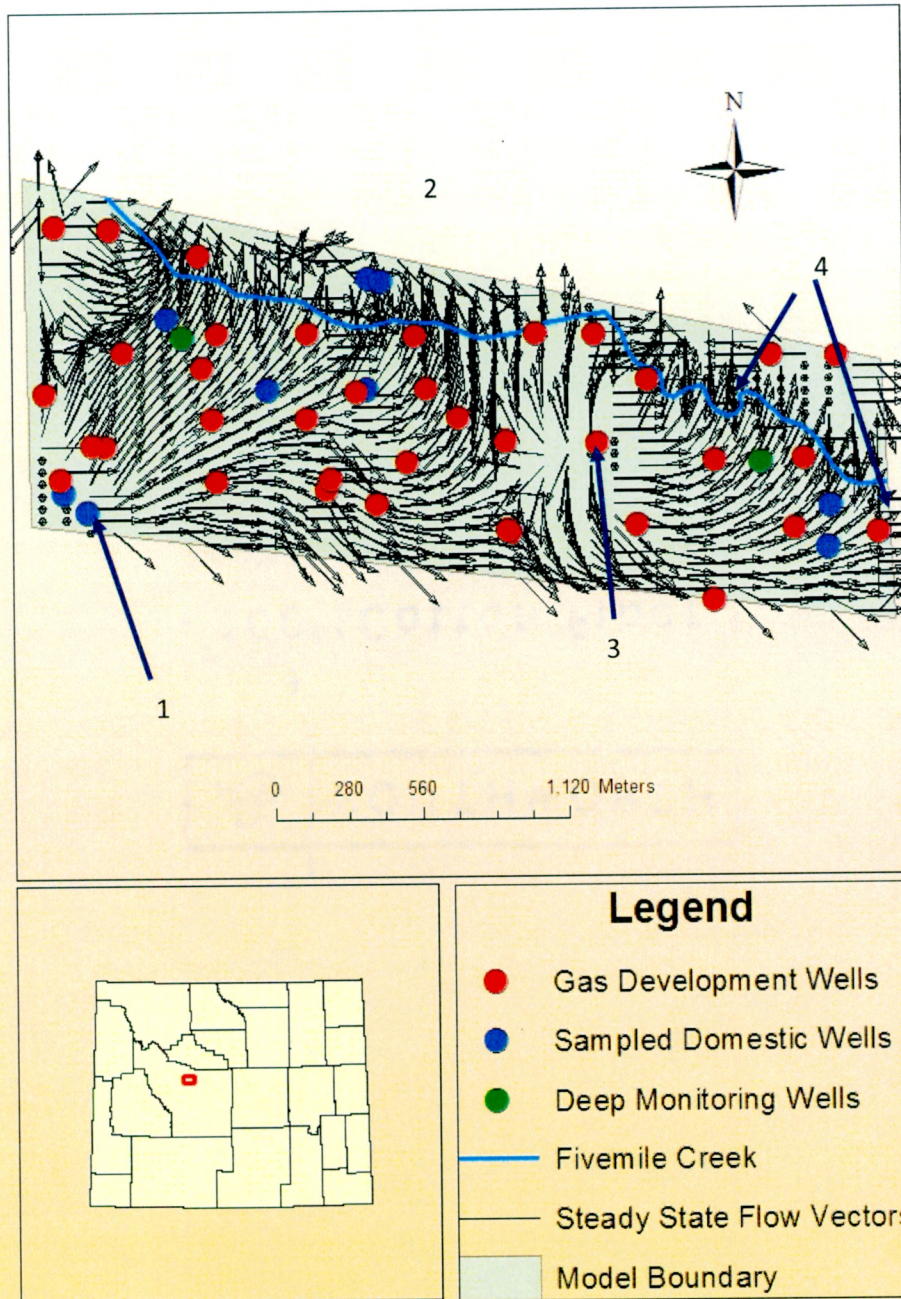 N
2
4
3
1
0 280 560 1.120 Meters
Legend
Gas Development Wells
Sampled Domestic Wells
Deep Monitoring Wells
Fivemile Creek
Steady State Flow Vectors
Model Boundary